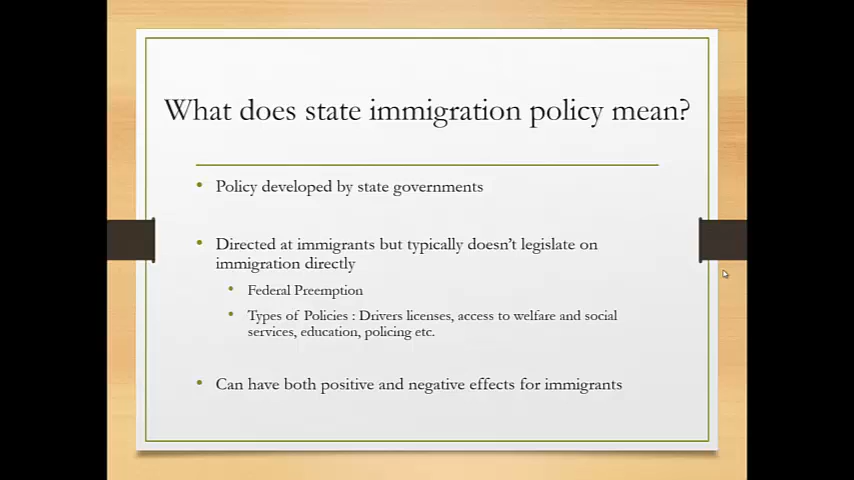 What does state immigration policy mean?
• Policy developed by state governments
• Directed at immigrants but typically doesn't legislate on
immigration directly
• Federal Preemption
• Types of Policies : Drivers licenses, access to welfare and social
services, education, policing etc.
• Can have both positive and negative effects for immigrants